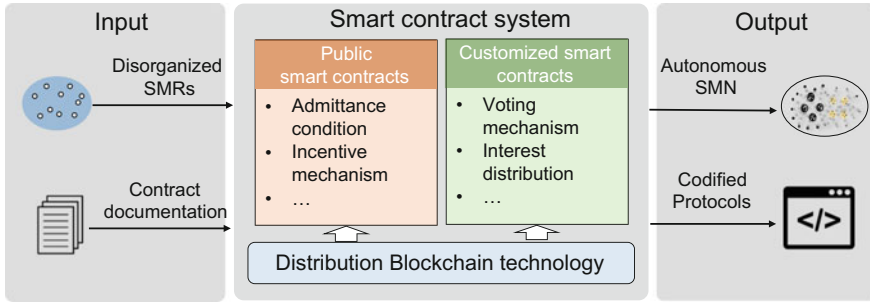 Input
Disorganized
SMRs
Contract
documentation
Smart contract system
Public
smart contracts
• Admittance
condition
• Incentive
mechanism
• …
Customized smart
contracts
• Voting
mechanism
• Interest
distribution
• …
Distribution Blockchain technology
Output
Autonomous
SMN
Codified
Protocols
</>